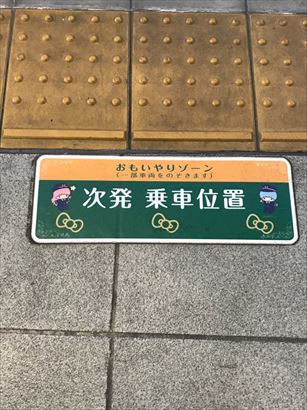 おもいやりゾーン
(一部車両をのぞきます)
次発 乗車位置